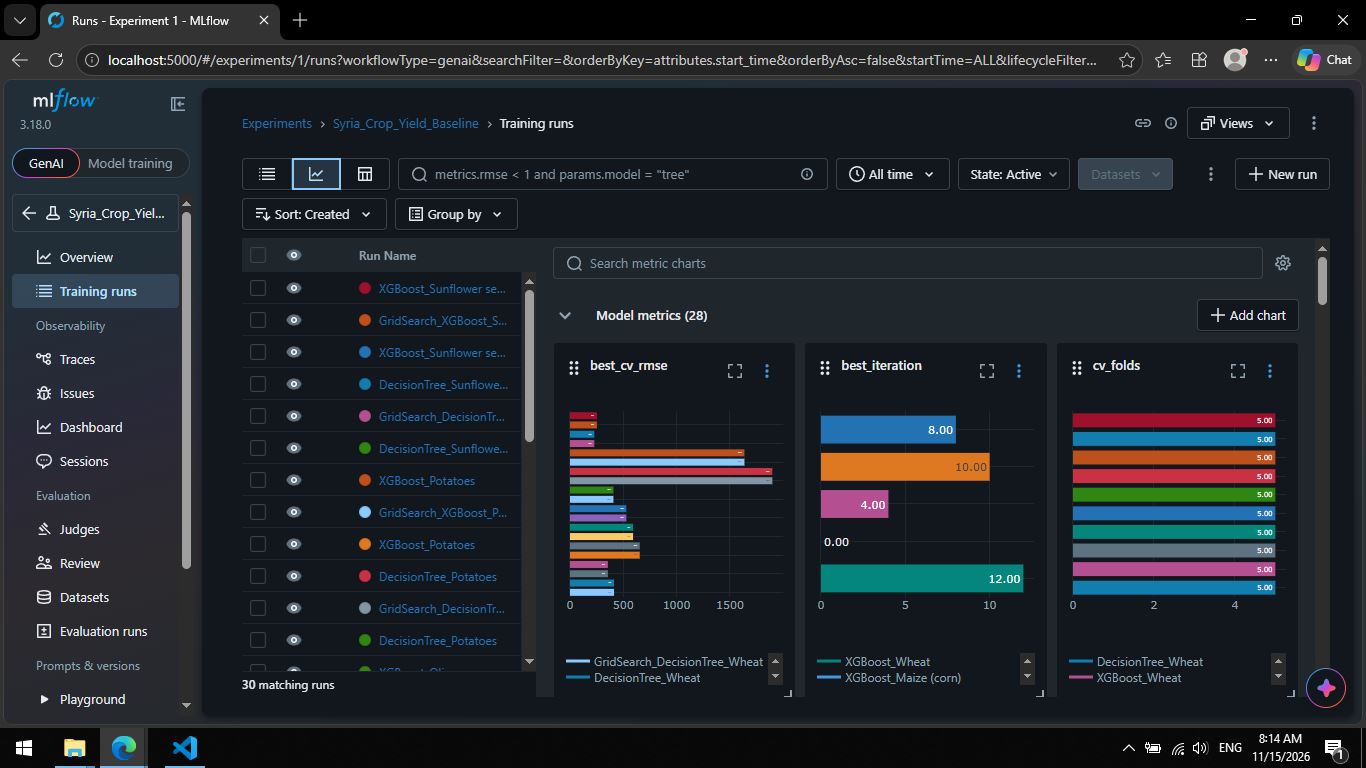 Runs - Experiment 1 - MLflow
localhost:5000/#/experiments/1/runs?workflowType=genai&searchFilter=&orderByKey=attributes.start_time&orderByAsc=false&startTime=ALL&lifecycleFilter...
Chat
mlflow
3.18.0
GenAI
Model training
Syria_Crop_Yiel...
Overview
Training runs
Observability
Traces
Issues
Dashboard
Sessions
Evaluation
Judges
Review
Datasets
Evaluation runs
Prompts & versions
Playground
Experiments > Syria_Crop_Yield_Baseline > Training runs
Views
metrics.rmse < 1 and params.model = "tree"
All time
State: Active
Datasets
New run
Sort: Created
Group by
Run Name
XGBoost_Sunflower se...
GridSearch_XGBoost_S...
XGBoost_Sunflower se...
DecisionTree_Sunflowe...
GridSearch_DecisionTr...
DecisionTree_Sunflowe...
XGBoost_Potatoes
GridSearch_XGBoost_P...
XGBoost_Potatoes
DecisionTree_Potatoes
GridSearch_DecisionTr...
DecisionTree_Potatoes
30 matching runs
Search metric charts
Model metrics (28)
Add chart
best_cv_rmse
0 500 1000 1500
GridSearch_DecisionTree_Wheat
DecisionTree_Wheat
best_iteration
8.00
10.00
4.00
0.00
12.00
0 5 10
XGBoost_Wheat
XGBoost_Maize (corn)
cv_folds
5.00
5.00
5.00
5.00
5.00
5.00
5.00
5.00
5.00
5.00
0 2 4
DecisionTree_Wheat
XGBoost_Wheat
ENG
8:14 AM
11/15/2026
1